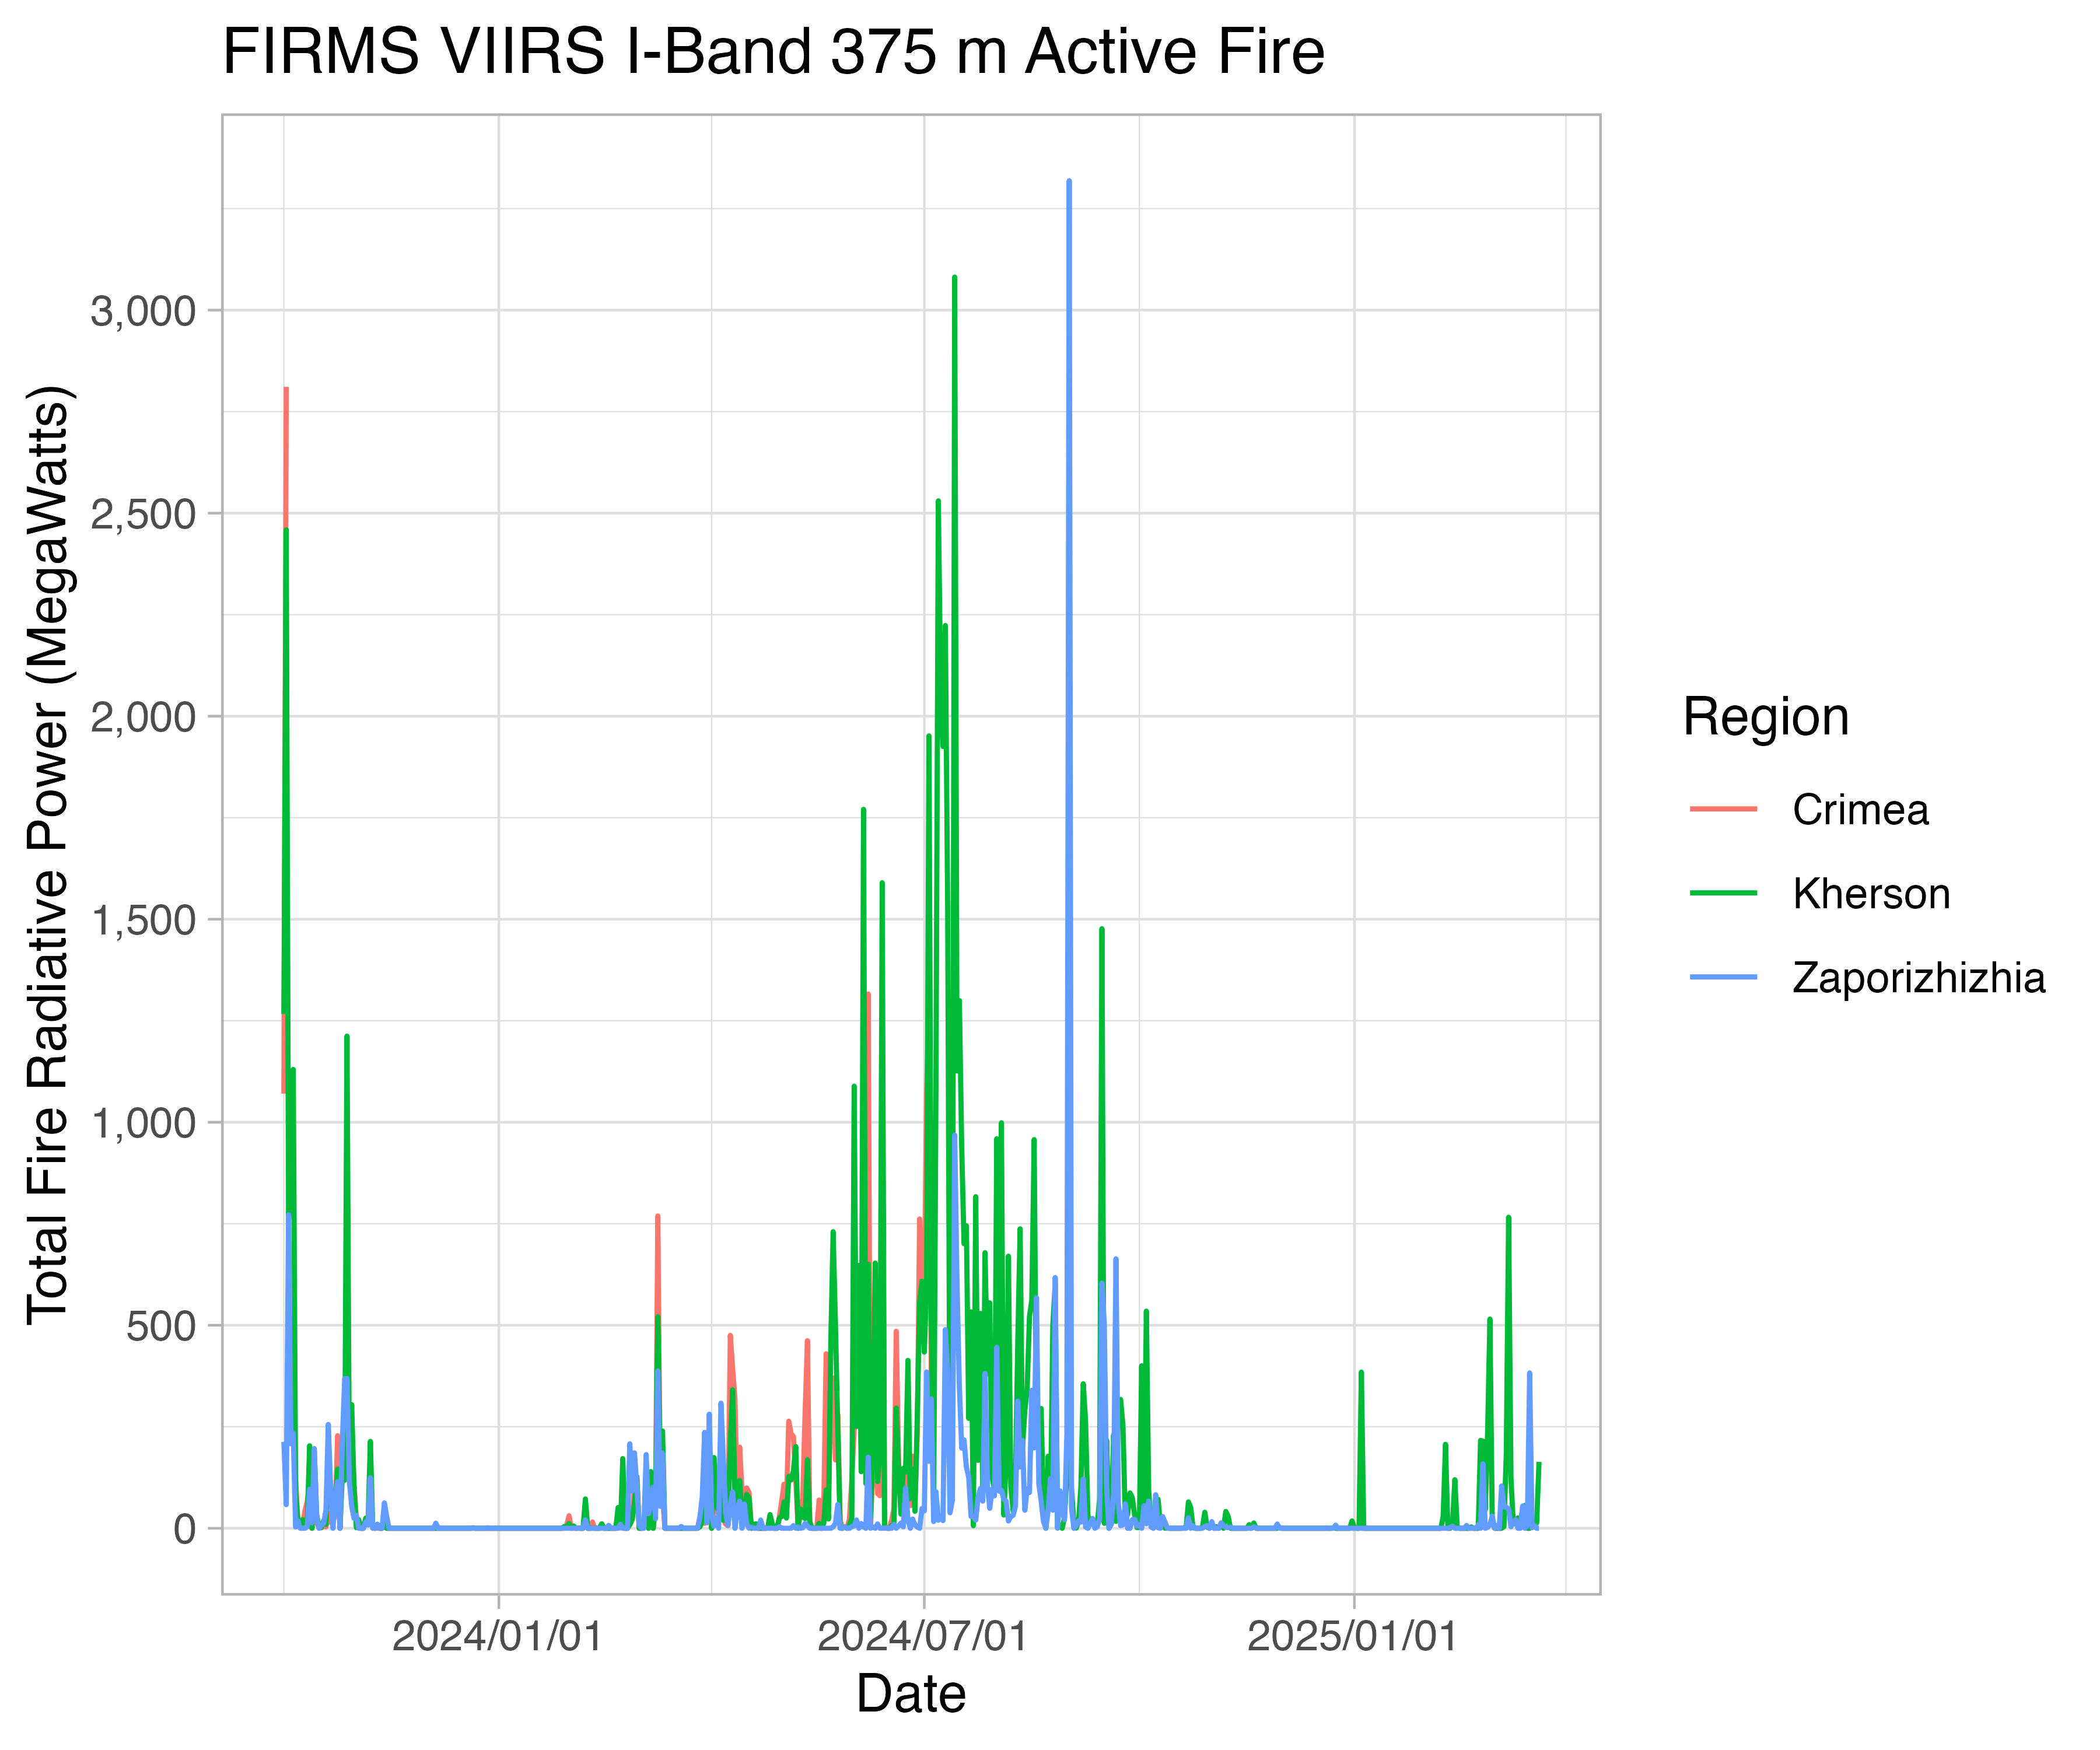 FIRMS VIIRS I-Band 375 m Active Fire
Total Fire Radiative Power (MegaWatts)
3,000
2,500
2,000
1,500
1,000
500
0
2024/01/01
2024/07/01
2025/01/01
Date
Region
Crimea
Kherson
Zaporizhizhia